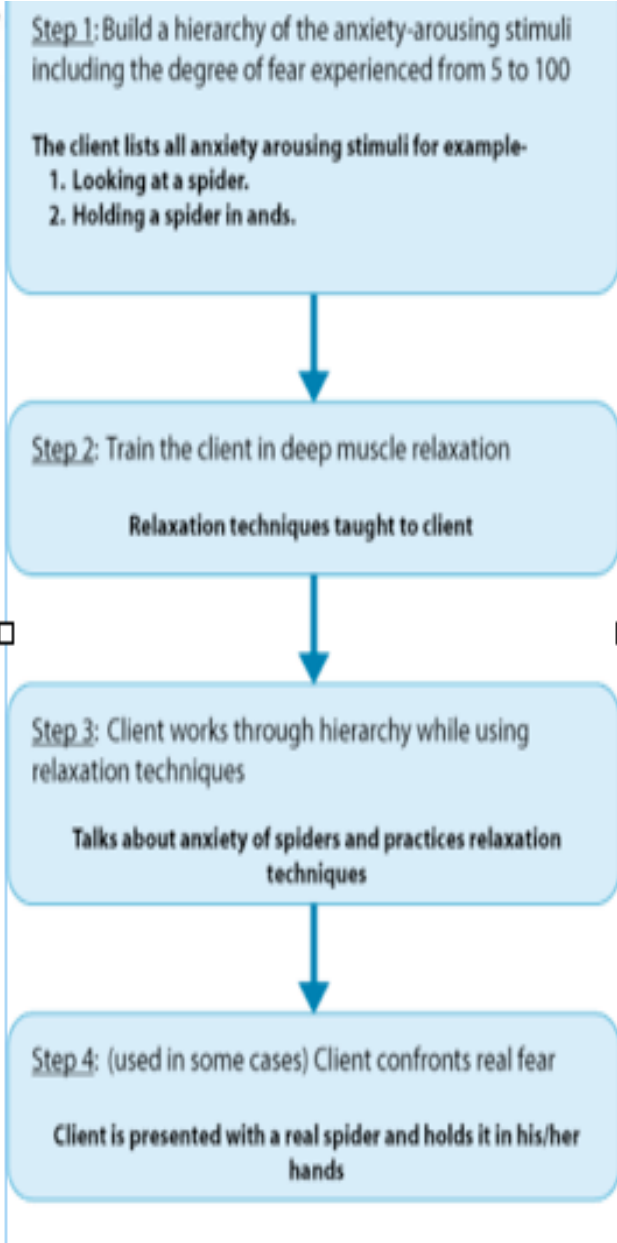 Step 1: Build a hierarchy of the anxiety-arousing stimuli
including the degree of fear experienced from 5 to 100
The client lists all anxiety arousing stimuli for example-
1. Looking at a spider.
2. Holding a spider in ands.
Step 2: Train the client in deep muscle relaxation
Relaxation techniques taught to client
Step 3: Client works through hierarchy while using
relaxation techniques
Talks about anxiety of spiders and practices relaxation
techniques
Step 4: (used in some cases) Client confronts real fear
Client is presented with a real spider and holds it in his/her
hands